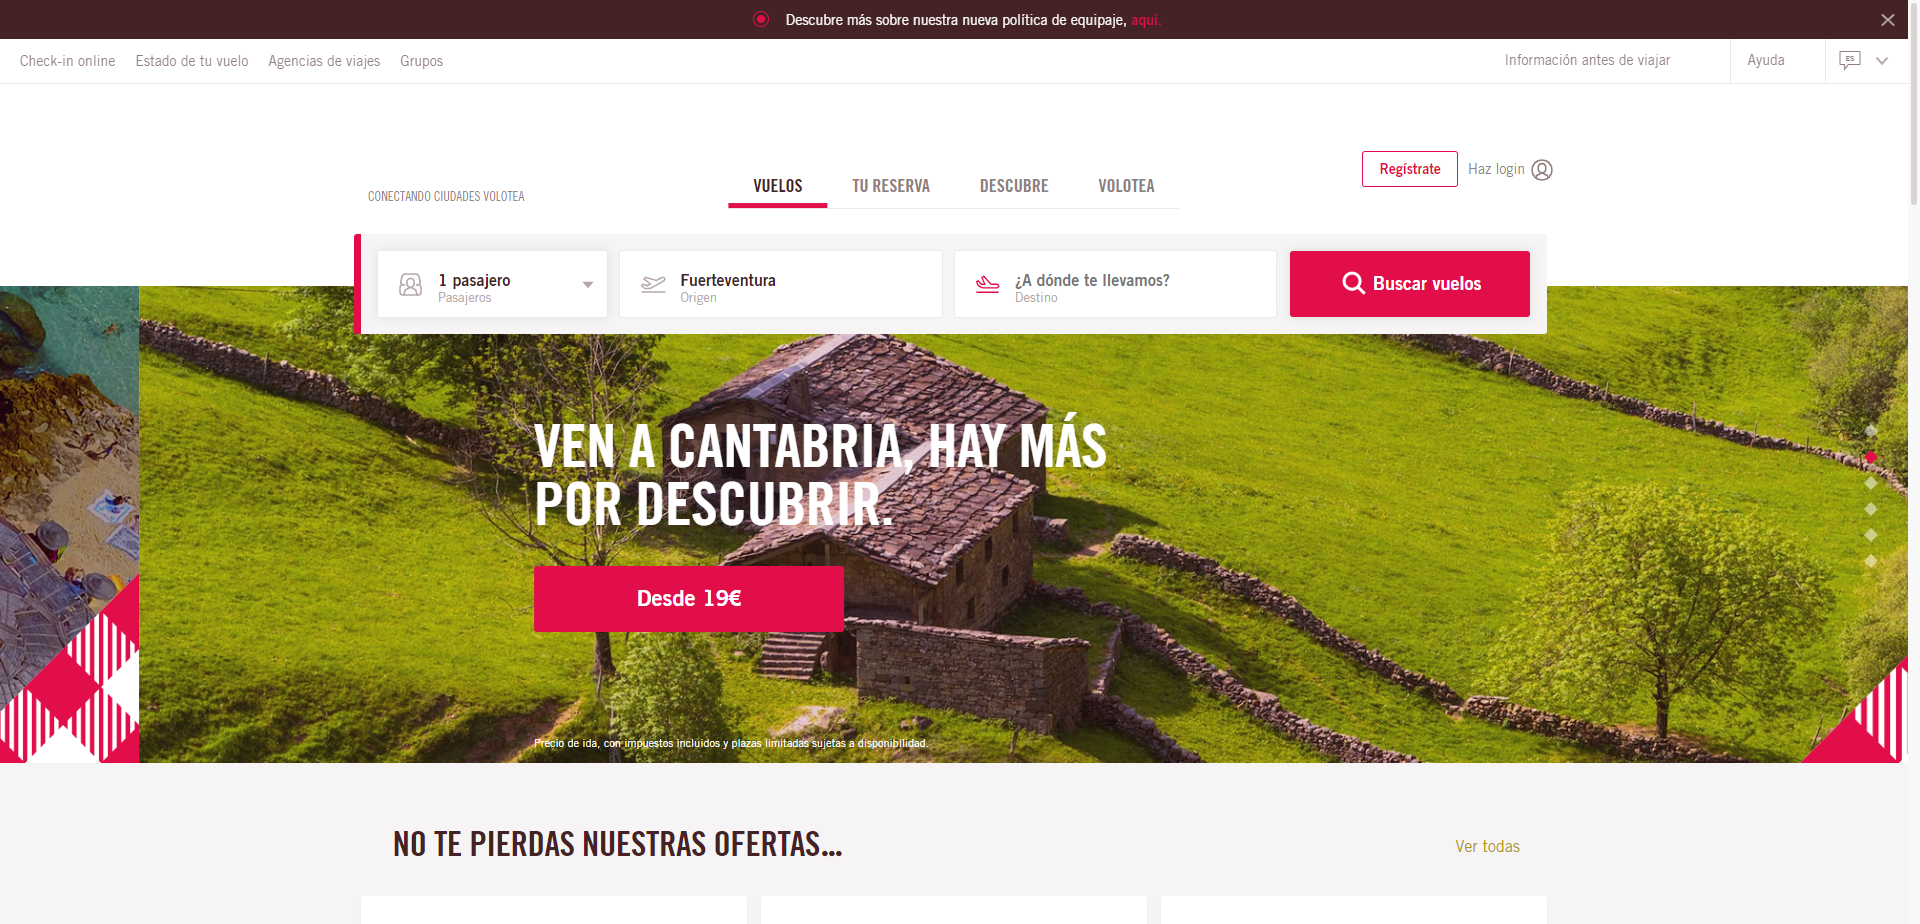 Descubre más sobre nuestra nueva política de equipaje, aquí.
Check-in online Estado de tu vuelo Agencias de viajes Grupos Información antes de viajar Ayuda ES
Regístrate Haz login
CONECTANDO CIUDADES VOLOTEA VUELOS TU RESERVA DESCUBRE VOLOTEA
1 pasajero Fuerteventura ¿A dónde te llevamos? Buscar vuelos
Pasajeros Origen Destino
VEN A CANTABRIA, HAY MÁS
POR DESCUBRIR.
Desde 19€
Precio de ida, con impuestos incluidos y plazas limitadas sujetas a disponibilidad.
NO TE PIERDAS NUESTRAS OFERTAS... Ver todas